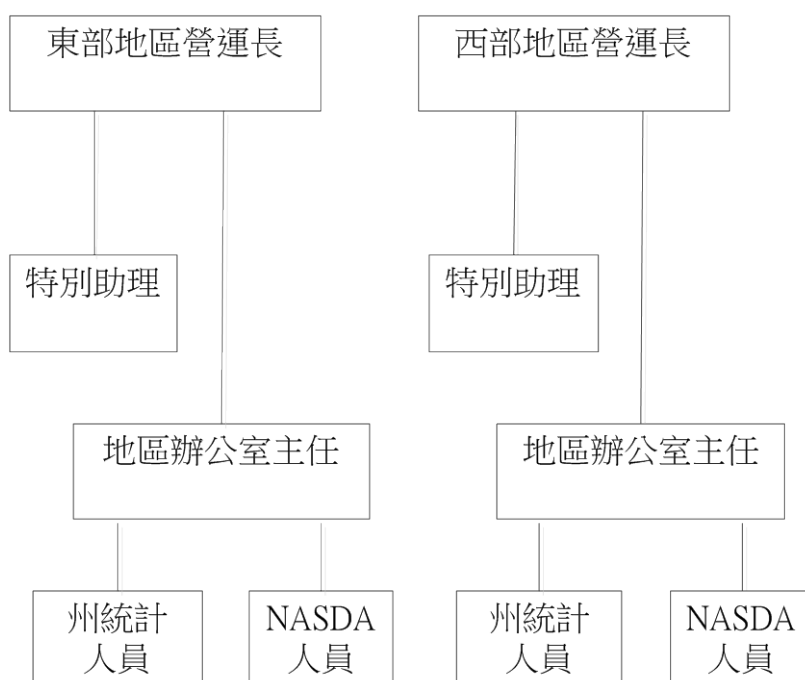 東部地區營運長
西部地區營運長
特別助理
特別助理
地區辦公室主任
地區辦公室主任
州統計
人員
NASDA
人員
州統計
人員
NASDA
人員